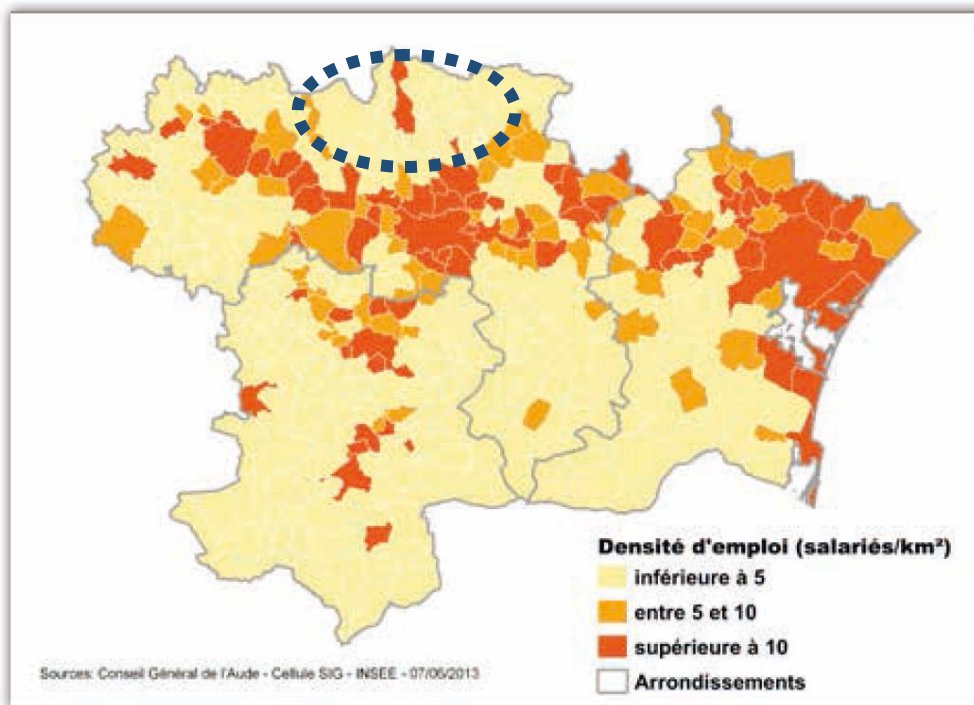 Densité d'emploi (salariés/km²)
inférieure à 5
entre 5 et 10
supérieure à 10
Arrondissements
Sources: Conseil Général de l'Aude - Cellule SIG - INSEE - 07/06/2013